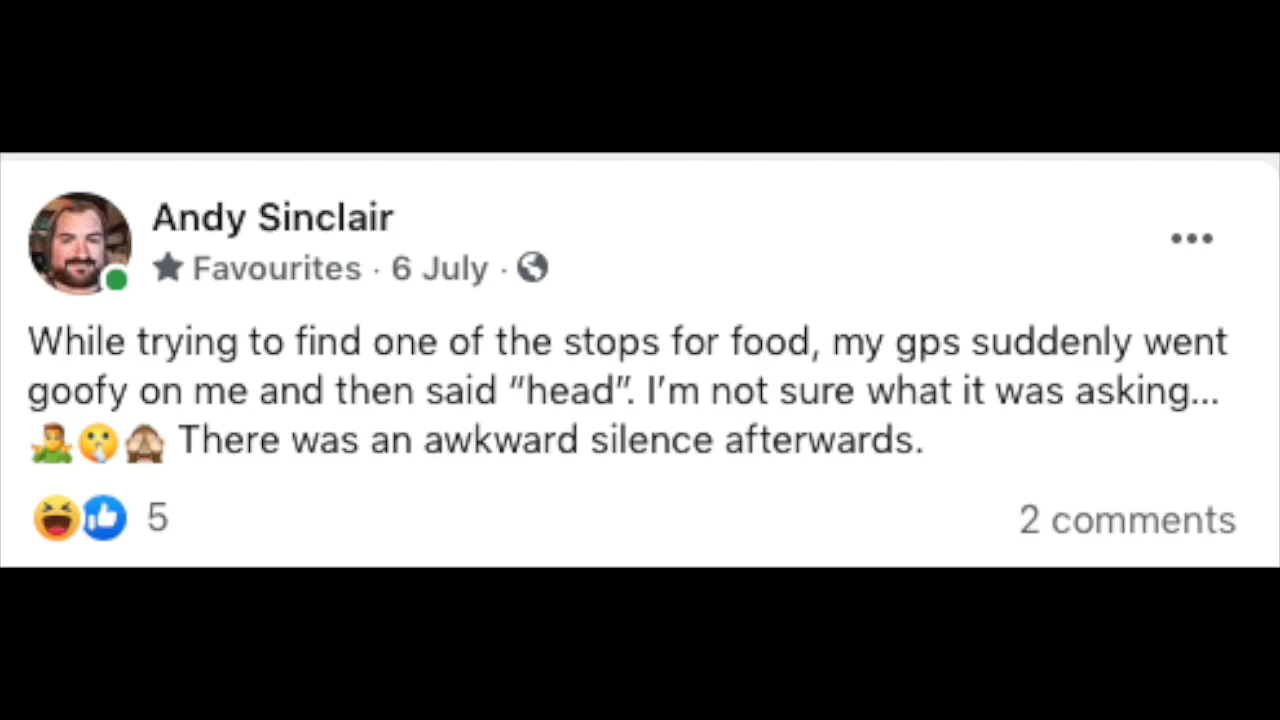 Andy Sinclair
Favourites · 6 July ·
While trying to find one of the stops for food, my gps suddenly went
goofy on me and then said “head”. I’m not sure what it was asking...
🧜‍♂️🤫🙈 There was an awkward silence afterwards.
5
2 comments